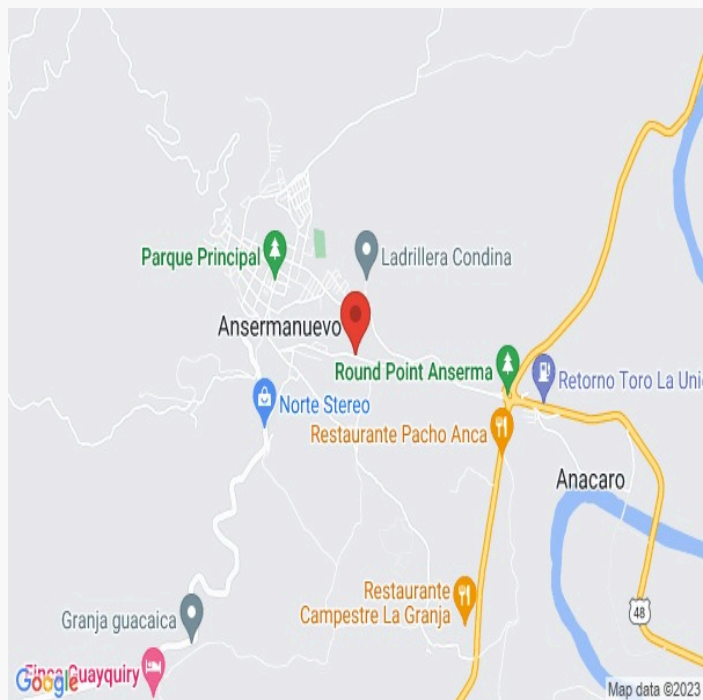 Parque Principal
Ladrillera Condina
Ansermanuevo
Round Point Anserma
Retorno Toro La Uni
Norte Stereo
Restaurante Pacho Anca
Anacaro
Restaurante
Campestre La Granja
48
Granja guacaica
Finca Guayquiry
Google
Map data ©2023